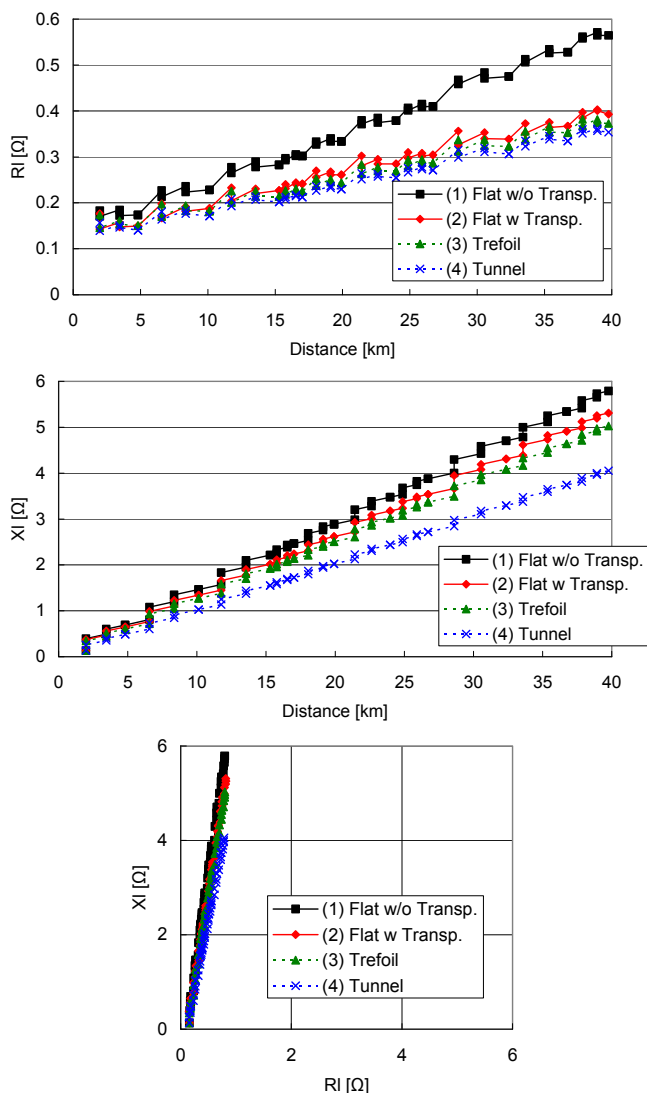 0.6
0.5
0.4
0.3
0.2
0.1
0
Rl [Ω]
(1) Flat w/o Transp.
(2) Flat w Transp.
(3) Trefoil
(4) Tunnel
0 5 10 15 20 25 30 35 40
Distance [km]
6
5
4
3
2
1
0
Xl [Ω]
(1) Flat w/o Transp.
(2) Flat w Transp.
(3) Trefoil
(4) Tunnel
0 5 10 15 20 25 30 35 40
Distance [km]
6
4
2
0
Xl [Ω]
(1) Flat w/o Transp.
(2) Flat w Transp.
(3) Trefoil
(4) Tunnel
0 2 4 6
Rl [Ω]